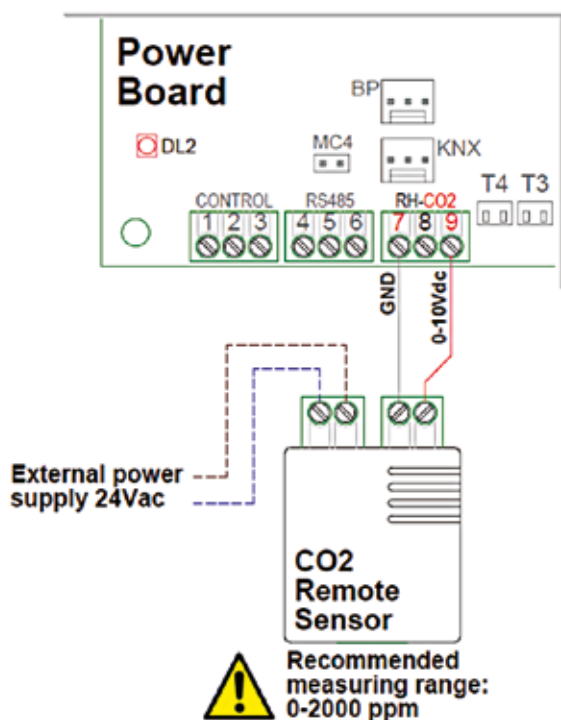 Power
Board
BP
DL2
MC4
KNX
T4 T3
CONTROL RS485 RH-CO2
1 2 3 4 5 6 7 8 9
GND
0-10Vdc
External power
supply 24Vac
CO2
Remote
Sensor
Recommended
measuring range:
0-2000 ppm